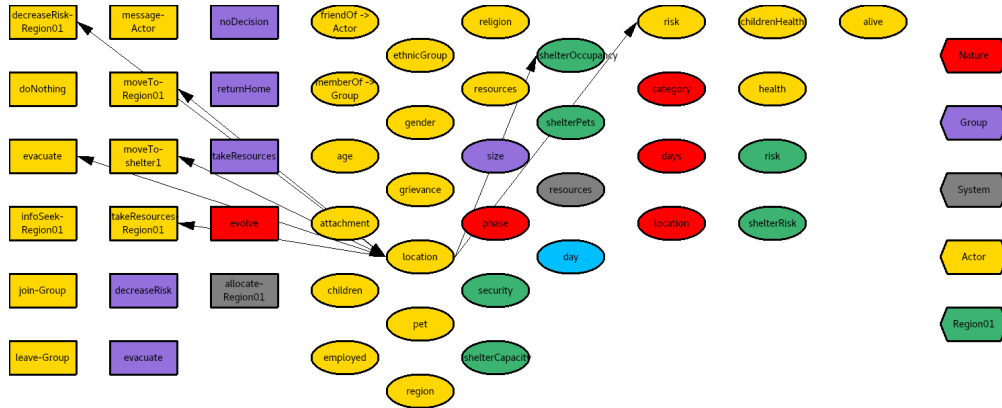 decreaseRisk-
Region01
message-
Actor
noDecision
friendOf ->
Actor
religion
risk
childrenHealth
alive
ethnicGroup
shelterOccupancy
Nature
doNothing
moveTo-
Region01
returnHome
memberOf ->
Group
resources
category
health
gender
shelterPets
evacuate
moveTo-
shelter1
takeResources
age
size
days
risk
Group
grievance
resources
System
infoSeek-
Region01
takeResources-
Region01
evolve
attachment
phase
location
shelterRisk
Actor
location
day
join-Group
decreaseRisk
allocate-
Region01
children
security
pet
Region01
leave-Group
evacuate
employed
shelterCapacity
region